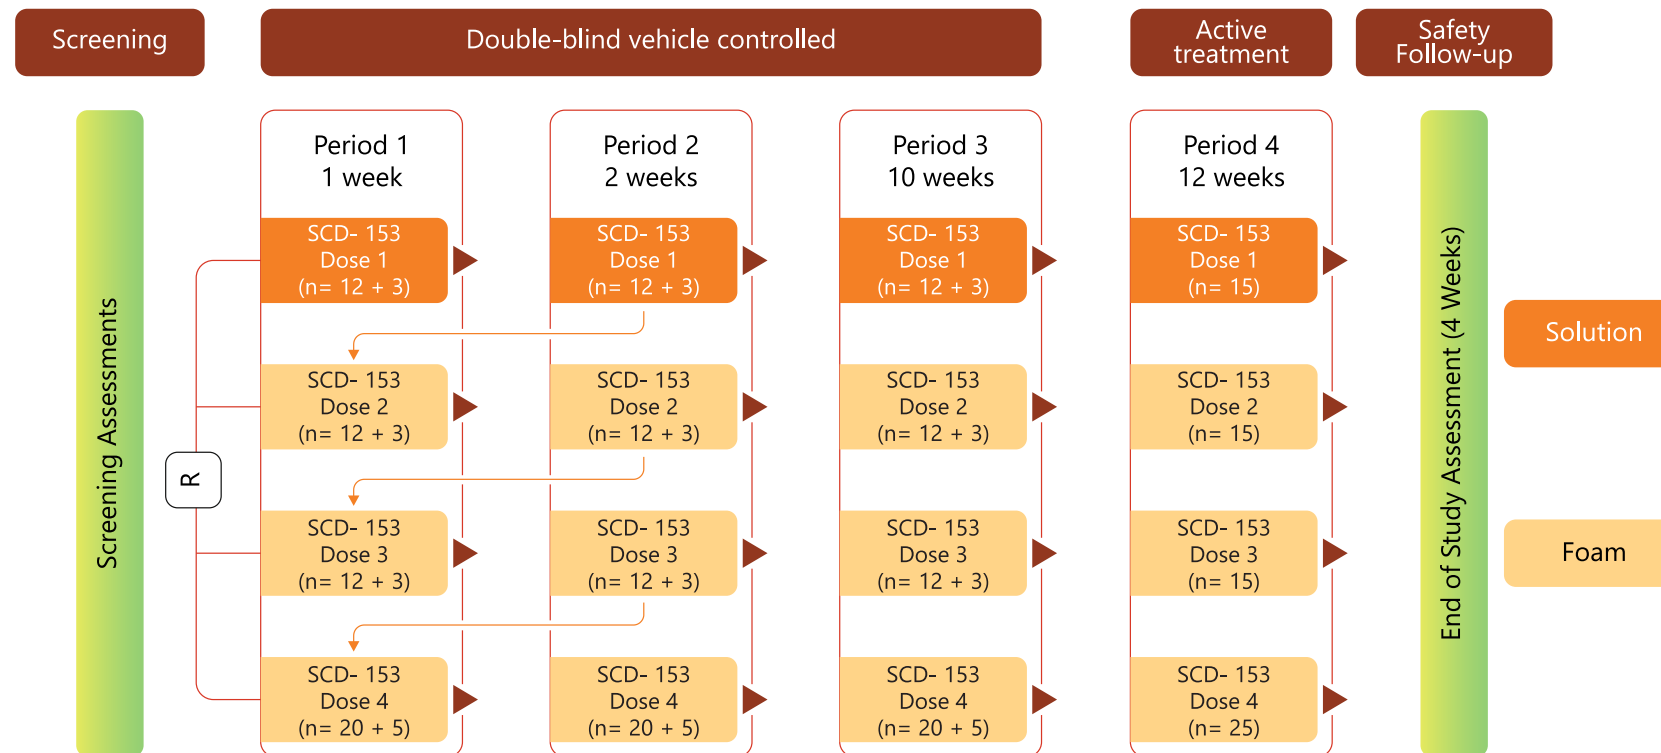 Screening
Double-blind vehicle controlled
Active
treatment
Safety
Follow-up
Screening Assessments
R
Period 1
1 week
Period 2
2 weeks
Period 3
10 weeks
Period 4
12 weeks
SCD- 153
Dose 1
(n= 12 + 3)
SCD- 153
Dose 1
(n= 12 + 3)
SCD- 153
Dose 1
(n= 12 + 3)
SCD- 153
Dose 1
(n= 15)
SCD- 153
Dose 2
(n= 12 + 3)
SCD- 153
Dose 2
(n= 12 + 3)
SCD- 153
Dose 2
(n= 12 + 3)
SCD- 153
Dose 2
(n= 15)
SCD- 153
Dose 3
(n= 12 + 3)
SCD- 153
Dose 3
(n= 12 + 3)
SCD- 153
Dose 3
(n= 12 + 3)
SCD- 153
Dose 3
(n= 15)
SCD- 153
Dose 4
(n= 20 + 5)
SCD- 153
Dose 4
(n= 20 + 5)
SCD- 153
Dose 4
(n= 20 + 5)
SCD- 153
Dose 4
(n= 25)
End of Study Assessment (4 Weeks)
Solution
Foam